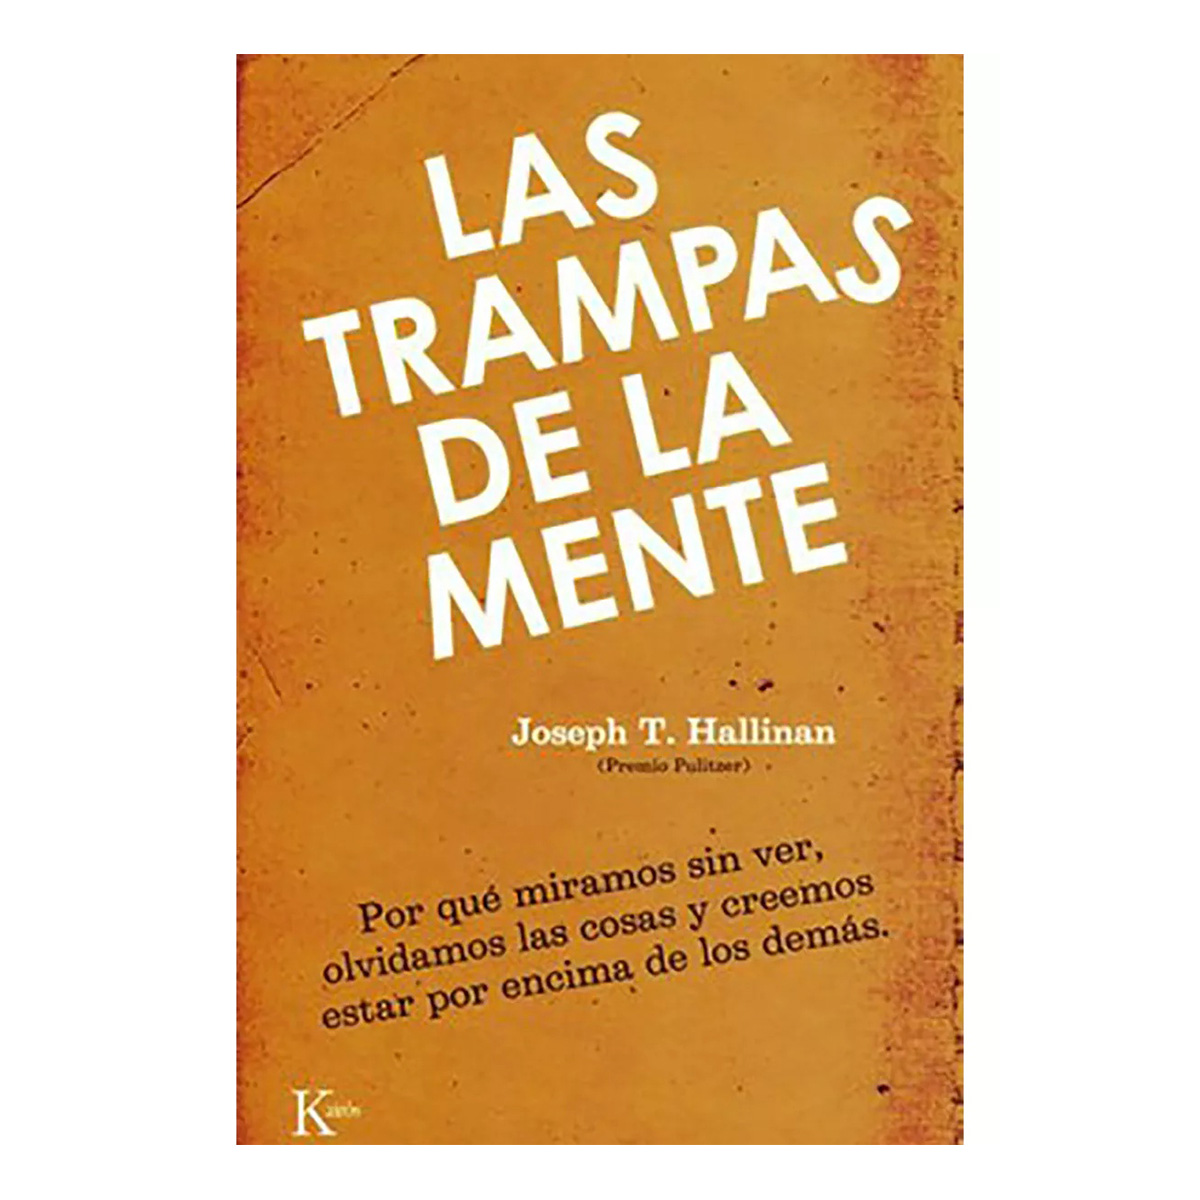 LAS
TRAMPAS
DE LA
MENTE
Joseph T. Hallinan
(Premio Pulitzer)
Por qué miramos sin ver,
olvidamos las cosas y creemos
estar por encima de los demás.
Kairós